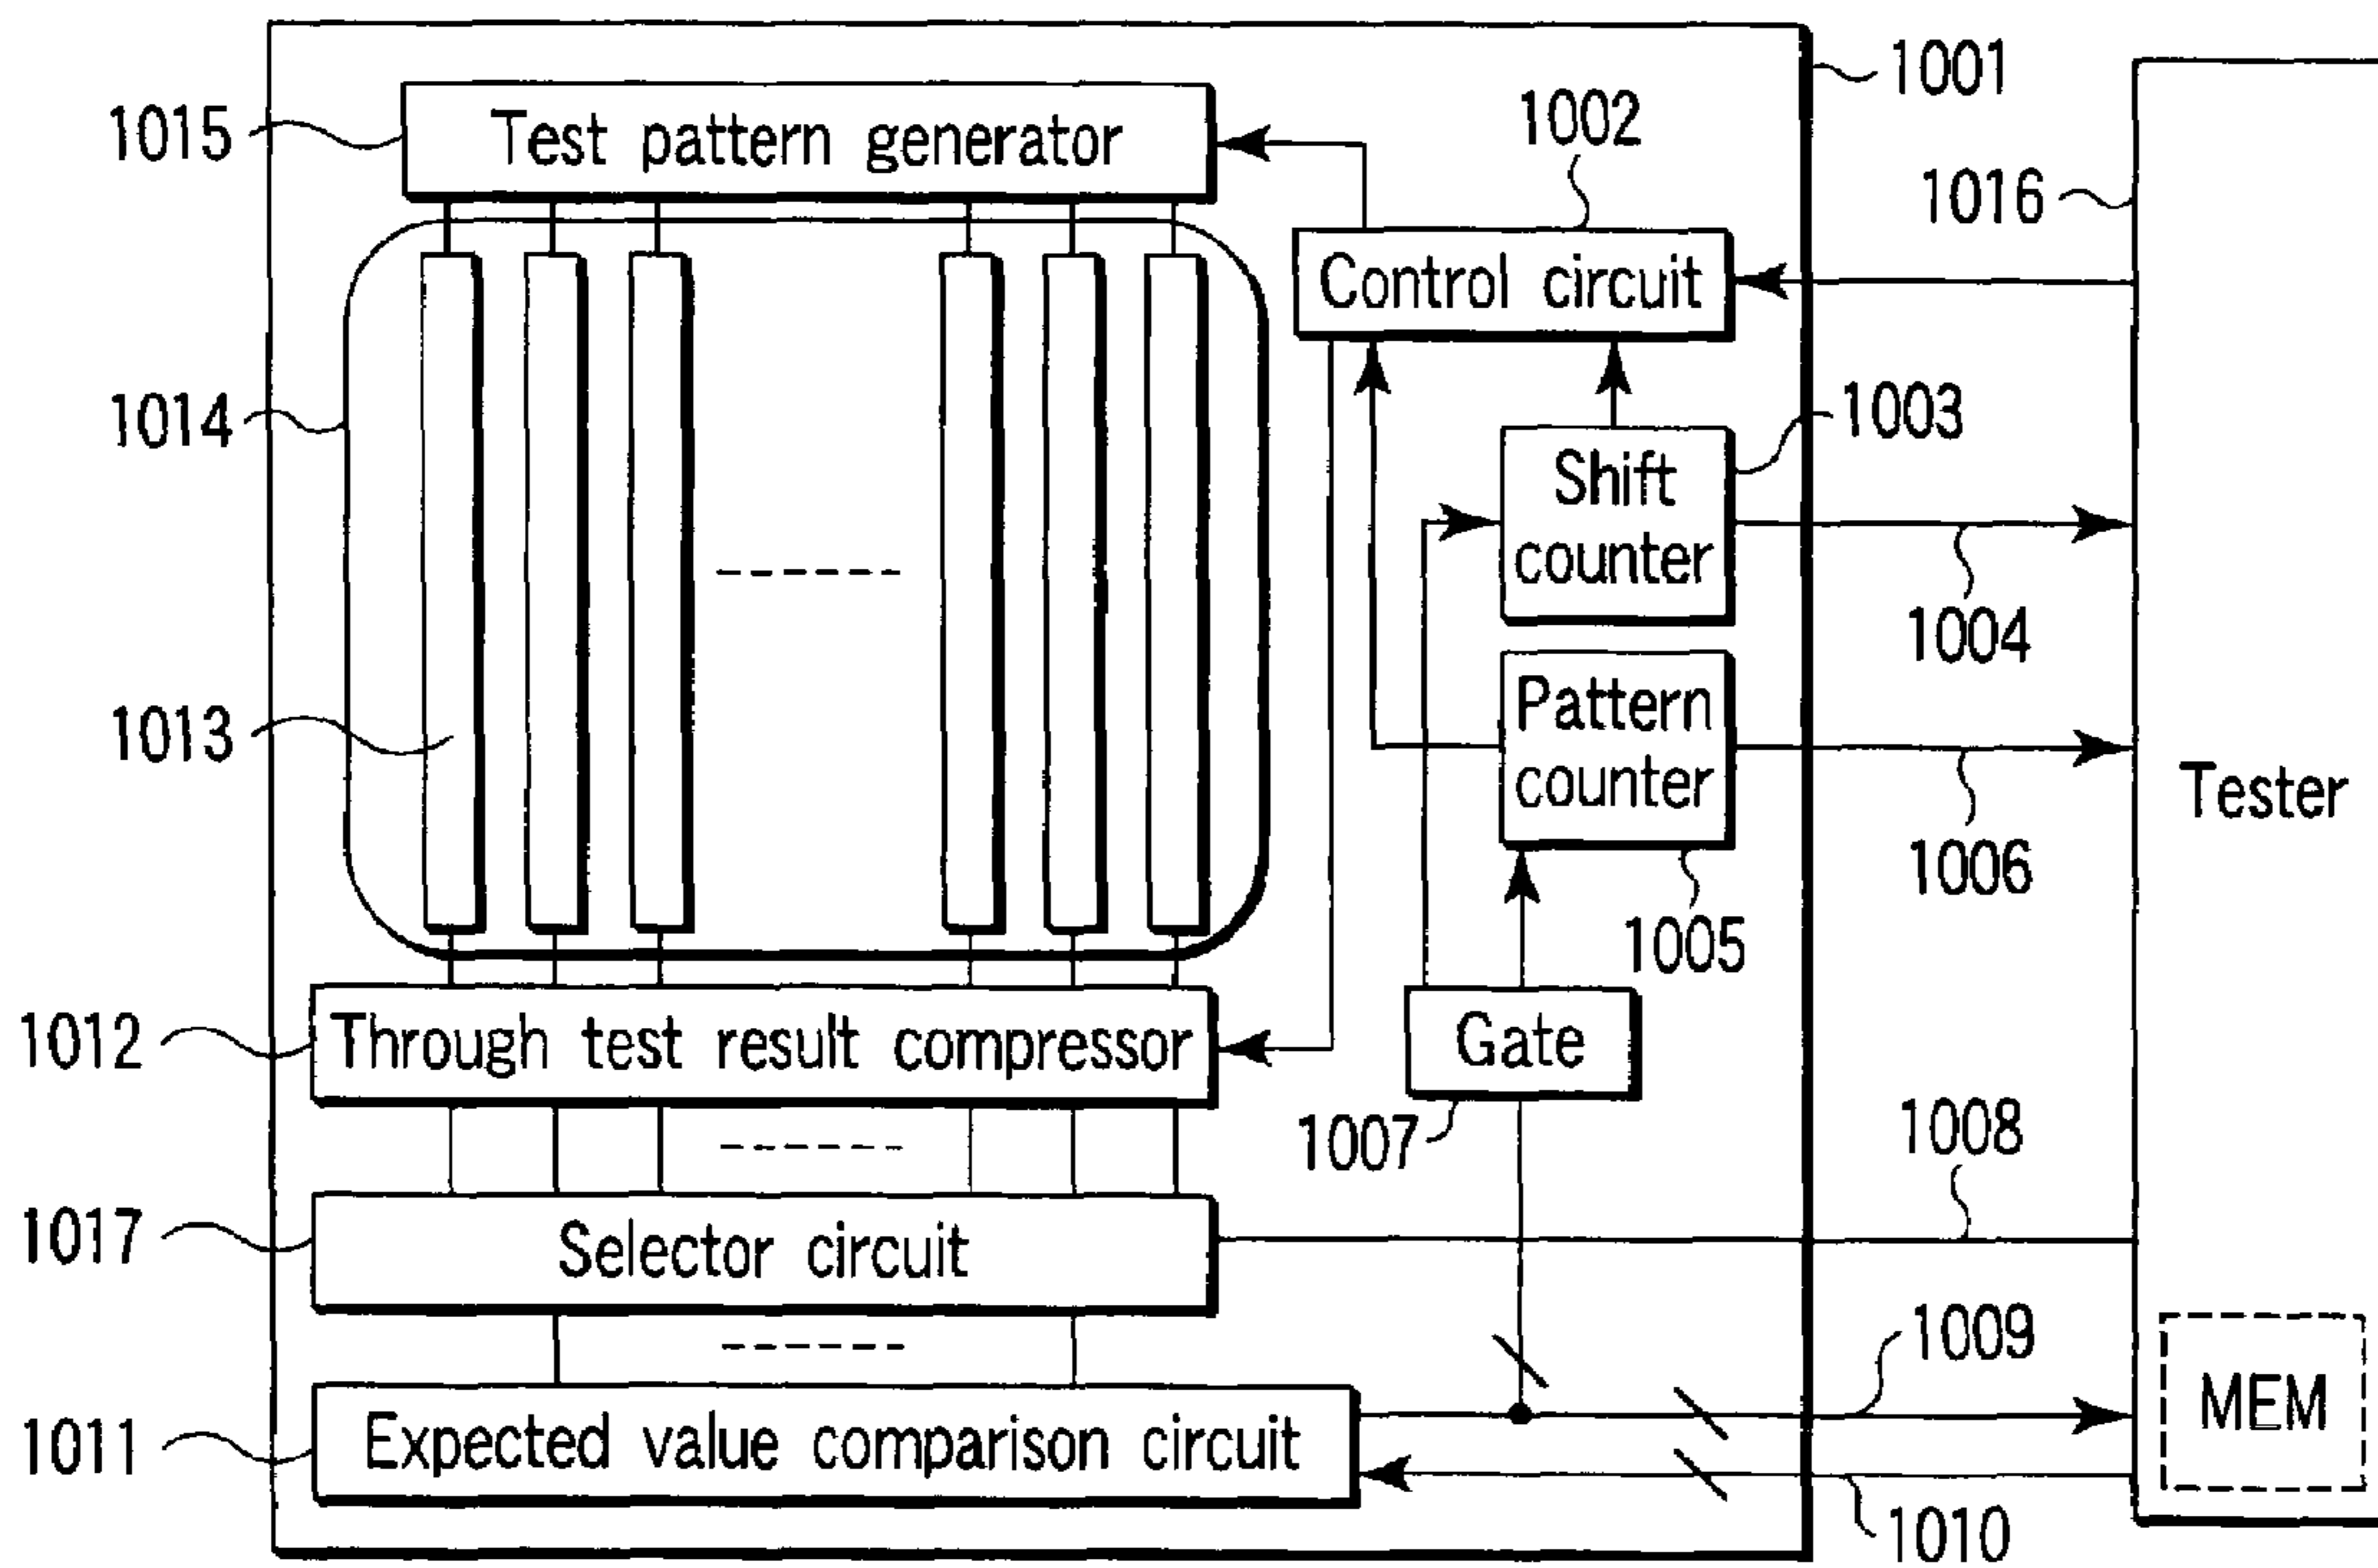 1001
1015
Test pattern generator
1002
1016
Control circuit
1014
1003
Shift
counter
1004
1013
Pattern
counter
Tester
1006
1005
1012
Through test result compressor
Gate
1007
1008
1017
Selector circuit
1009
MEM
1011
Expected value comparison circuit
1010